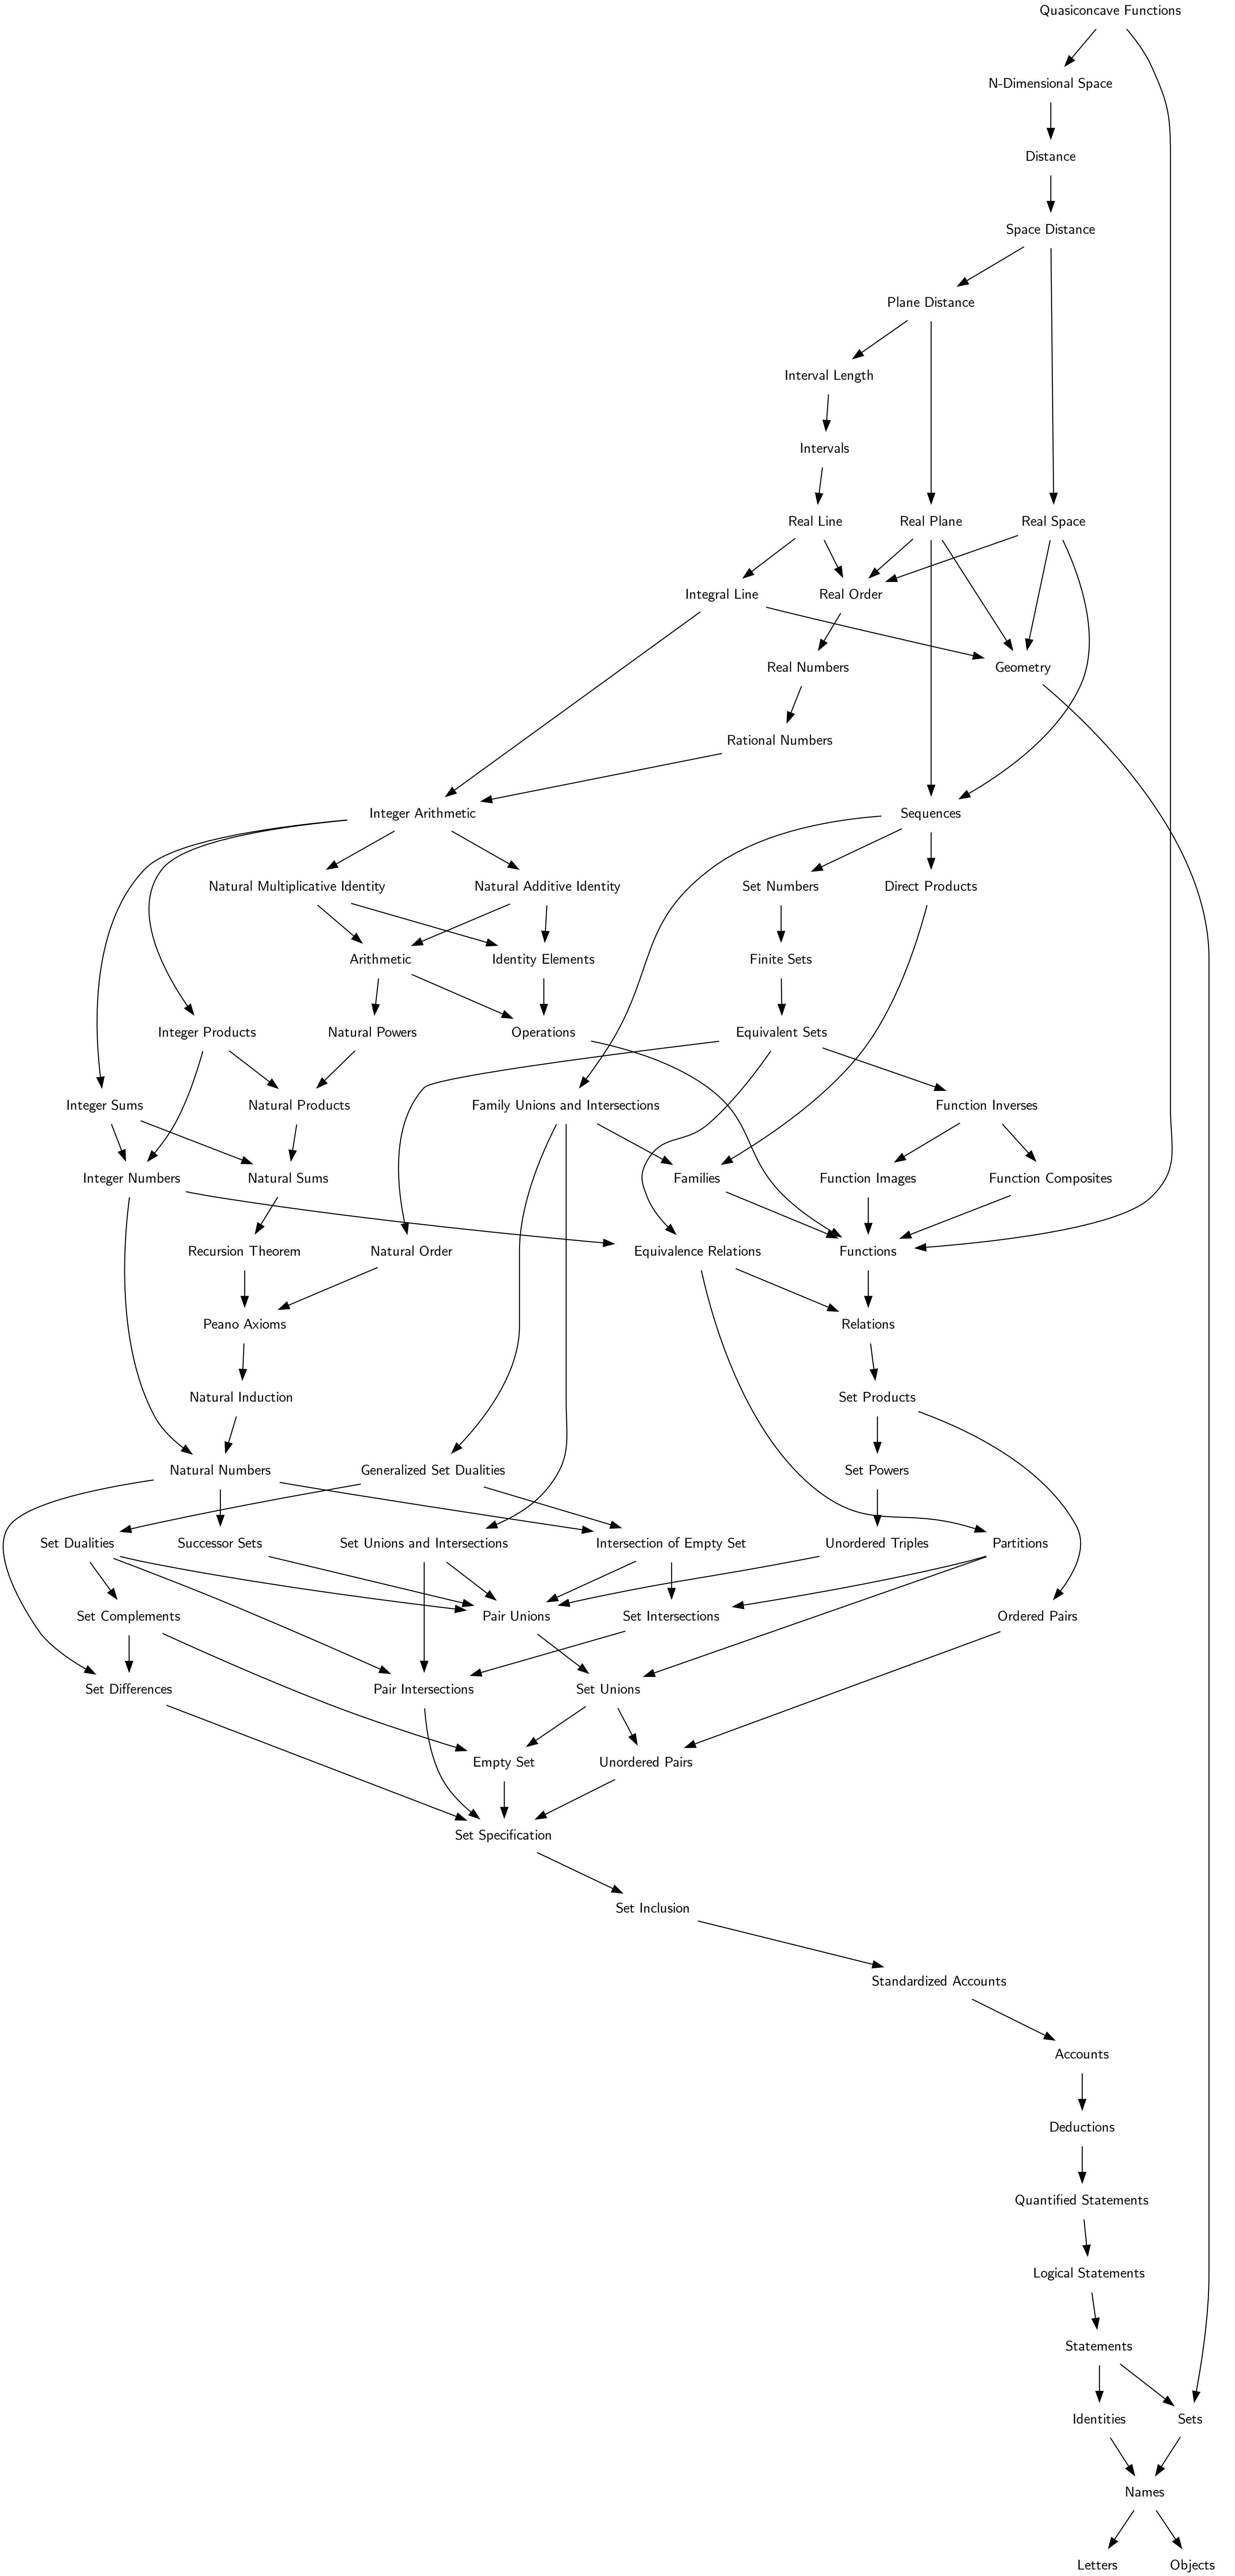 Quasiconcave Functions
N-Dimensional Space
Distance
Space Distance
Plane Distance
Interval Length
Intervals
Real Line
Real Plane
Real Space
Integral Line
Real Order
Real Numbers
Geometry
Rational Numbers
Integer Arithmetic
Sequences
Natural Multiplicative Identity
Natural Additive Identity
Set Numbers
Direct Products
Arithmetic
Identity Elements
Finite Sets
Integer Products
Natural Powers
Operations
Equivalent Sets
Integer Sums
Natural Products
Family Unions and Intersections
Function Inverses
Integer Numbers
Natural Sums
Families
Function Images
Function Composites
Recursion Theorem
Natural Order
Equivalence Relations
Functions
Peano Axioms
Relations
Natural Induction
Set Products
Natural Numbers
Generalized Set Dualities
Set Powers
Set Dualities
Successor Sets
Set Unions and Intersections
Intersection of Empty Set
Unordered Triples
Partitions
Set Complements
Pair Unions
Set Intersections
Ordered Pairs
Set Differences
Pair Intersections
Set Unions
Empty Set
Unordered Pairs
Set Specification
Set Inclusion
Standardized Accounts
Accounts
Deductions
Quantified Statements
Logical Statements
Statements
Identities
Sets
Names
Letters
Objects